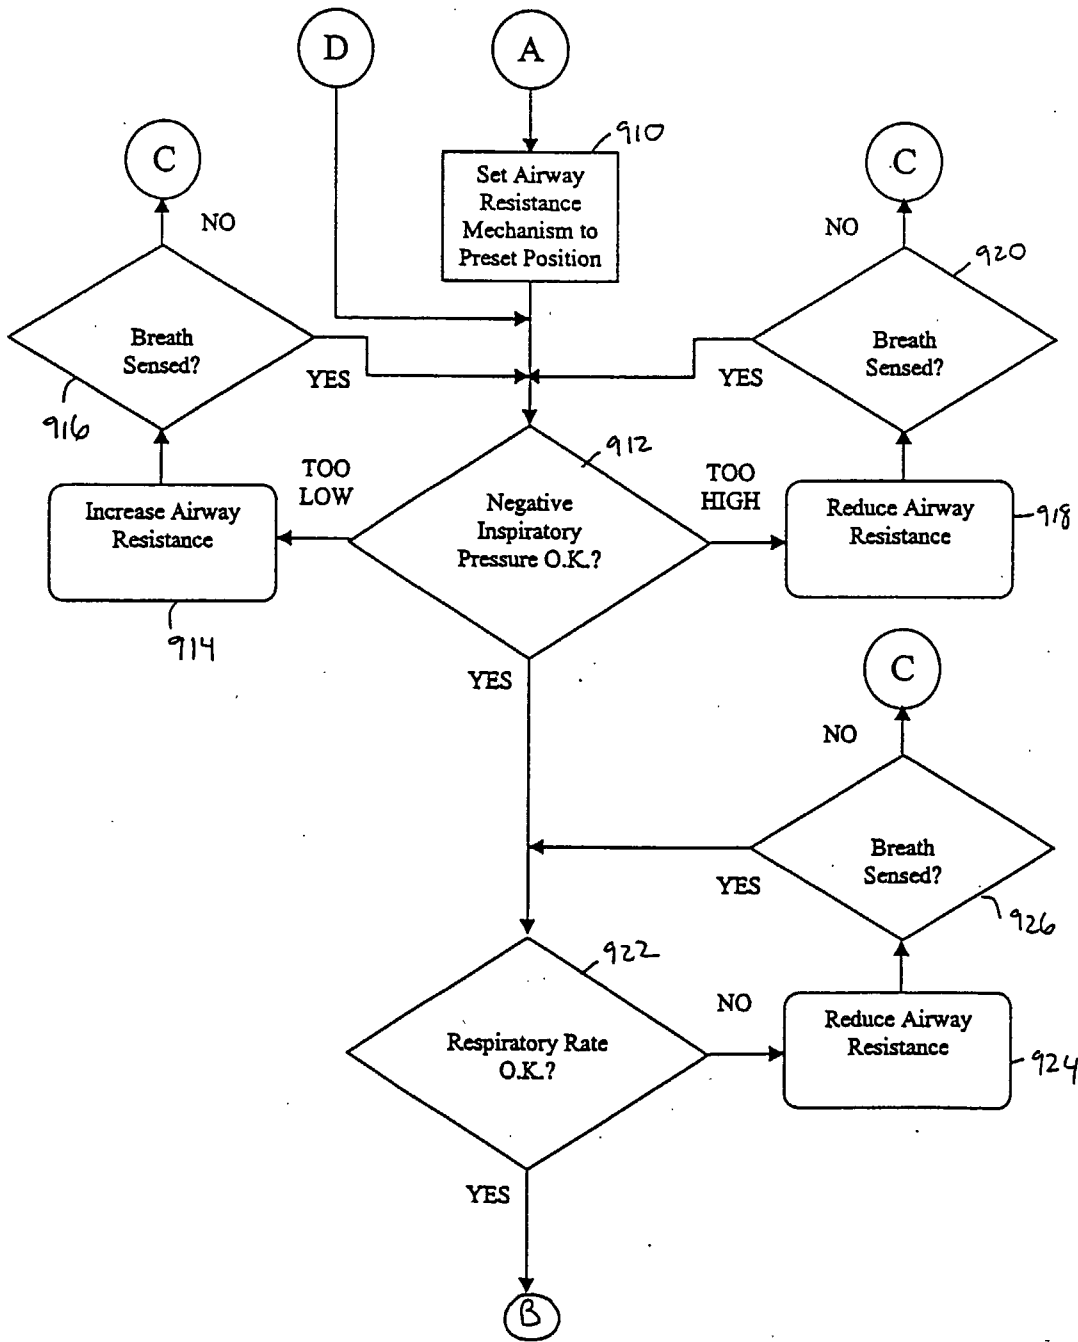 D
A
910
C
Set Airway
Resistance
Mechanism to
Preset Position
C
NO
NO
920
Breath
Sensed?
Breath
Sensed?
YES
YES
916
912
TOO
LOW
TOO
HIGH
Increase Airway
Resistance
Negative
Inspiratory
Pressure O.K.?
Reduce Airway
Resistance
918
914
YES
C
NO
Breath
Sensed?
YES
926
922
NO
Reduce Airway
Resistance
Respiratory Rate
O.K.?
924
YES
B